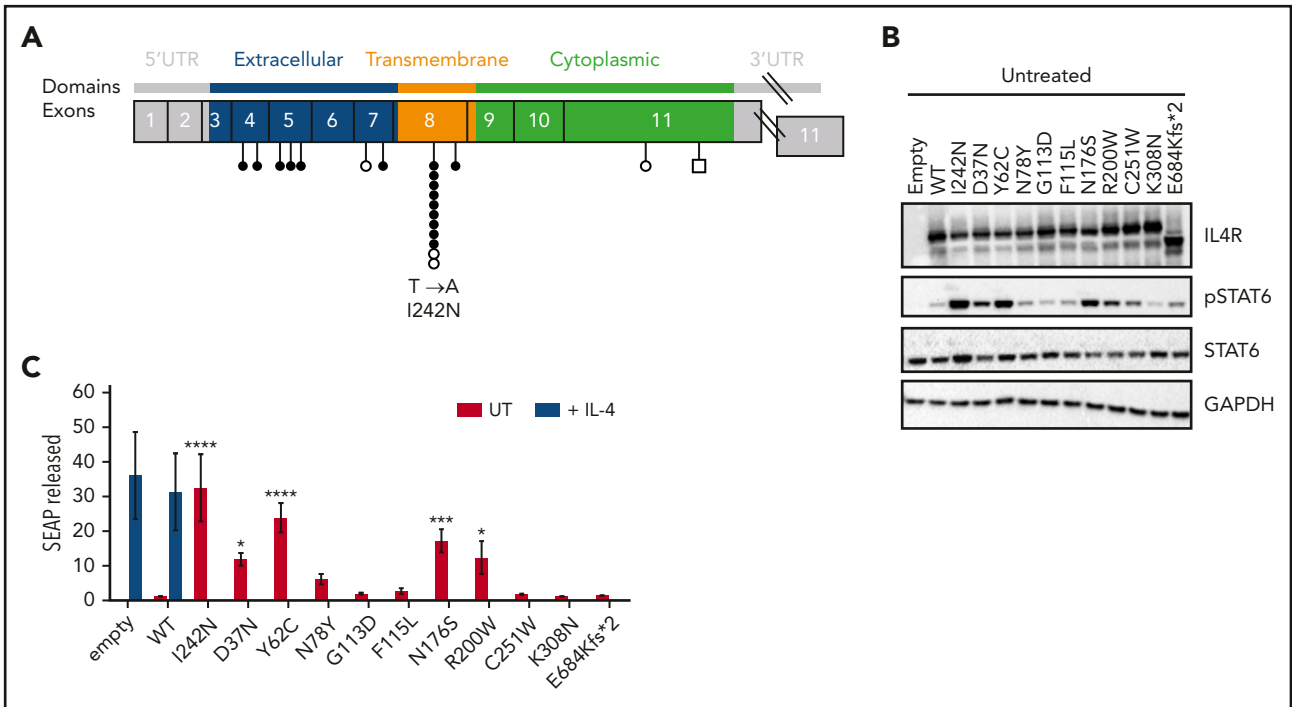 A
5'UTR Extracellular Transmembrane Cytoplasmic 3'UTR
Domains
Exons
1 2 3 4 5 6 7 8 9 10 11 11
T →A
I242N
B
Untreated
Empty WT I242N D37N Y62C N78Y G113D F115L N176S R200W C251W K308N E684Kfs*2
IL4R
pSTAT6
STAT6
GAPDH
C
UT + IL-4
SEAP released
60
50
40
30
20
10
0
**** * **** *** *
empty WT I242N D37N Y62C N78Y G113D F115L N176S R200W C251W K308N E684Kfs*2